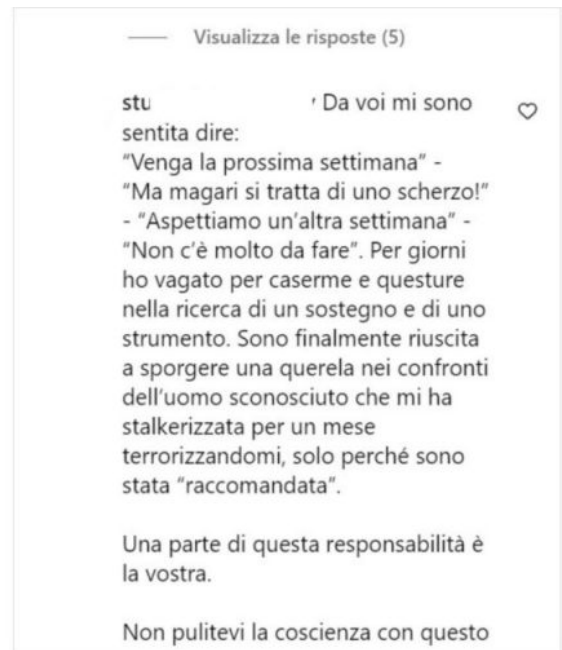 Visualizza le risposte (5)
stu Da voi mi sono
sentita dire:
"Venga la prossima settimana" -
"Ma magari si tratta di uno scherzo!"
- "Aspettiamo un'altra settimana" -
"Non c'è molto da fare". Per giorni
ho vagato per caserme e questure
nella ricerca di un sostegno e di uno
strumento. Sono finalmente riuscita
a sporgere una querela nei confronti
dell'uomo sconosciuto che mi ha
stalkerizzata per un mese
terrorizzandomi, solo perché sono
stata "raccomandata".
Una parte di questa responsabilità è
la vostra.
Non pulitevi la coscienza con questo